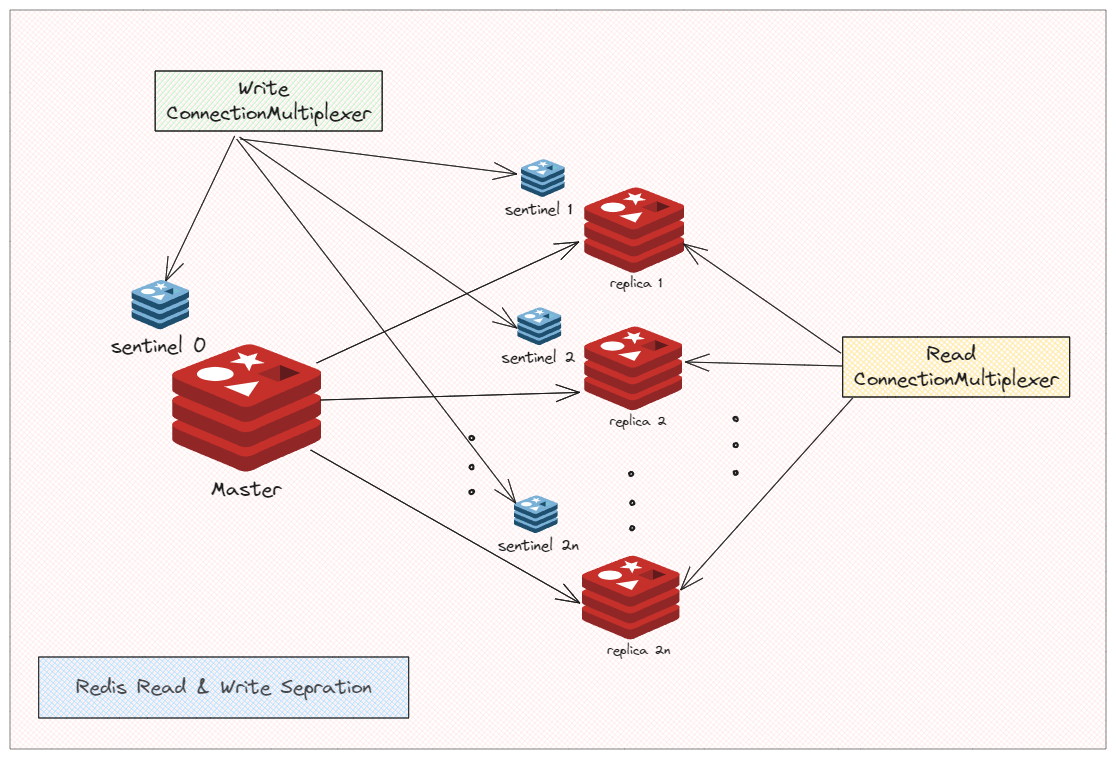 Write
ConnectionMultiplexer
sentinel 1
replica 1
sentinel 0
sentinel 2
Read
ConnectionMultiplexer
replica 2
Master
sentinel 2n
replica 2n
Redis Read & Write Sepration